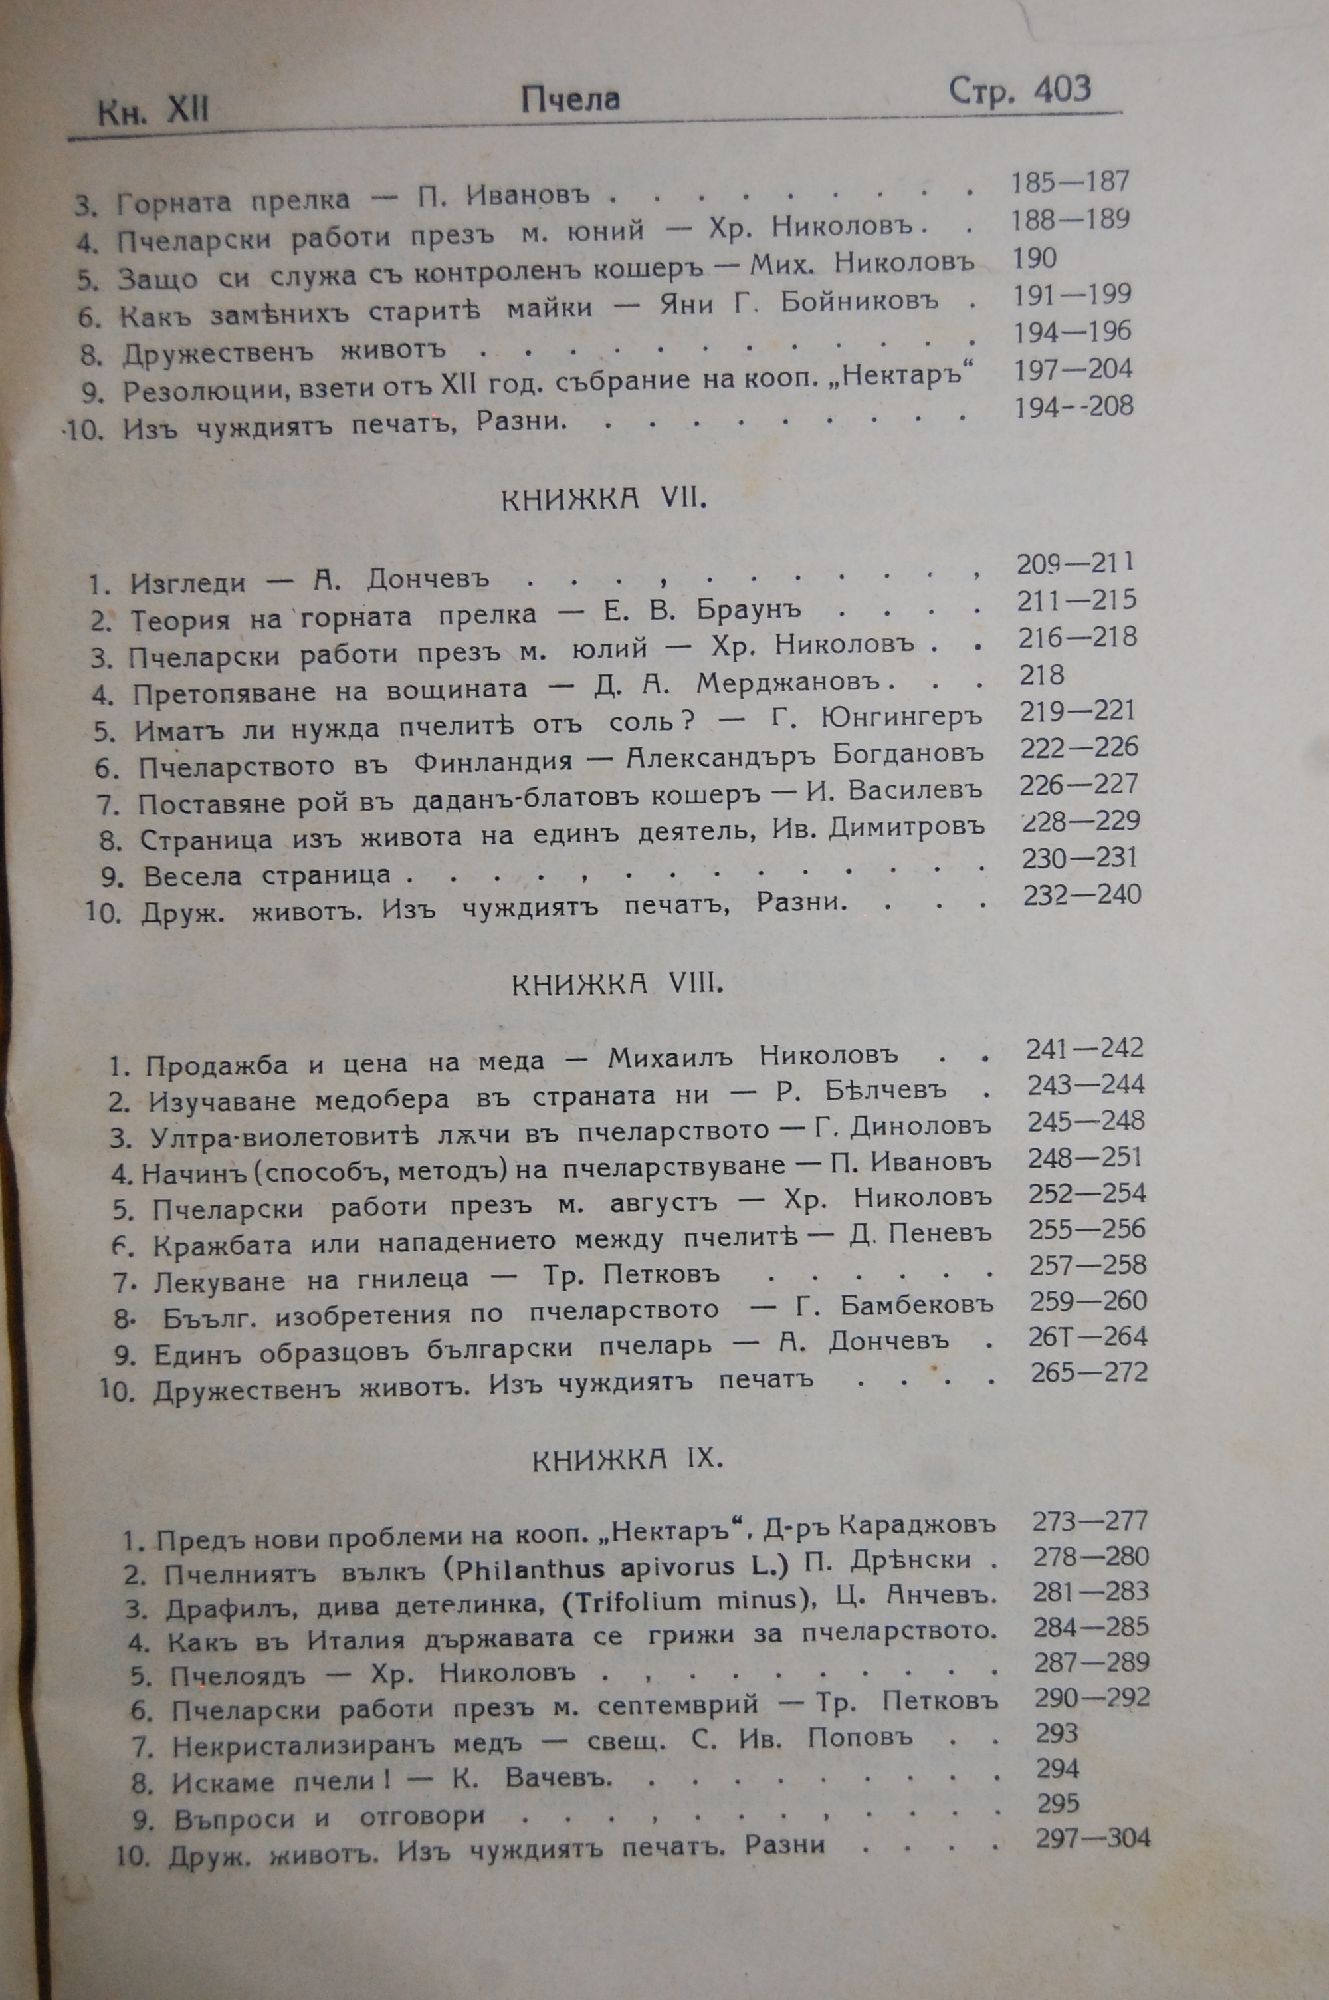 Кн. XII Пчела Стр. 403
3. Горната прелка — П. Ивановъ . . . . . . . . . 185—187
4. Пчеларски работи презъ м. юний — Хр. Николовъ. . 188—189
5. Защо си служа съ контроленъ кошеръ — Мих. Николовъ 190
6. Какъ замѣнихъ старитѣ майки — Яни Г. Бойниковъ . 191—199
8. Дружественъ животъ . . . . . . . . . . . . 194—196
9. Резолюции, взети отъ XII год. събрание на кооп. „Нектаръ“ 197—204
10. Изъ чуждиятъ печатъ, Разни. . . . . . . . . . 194--208
КНИЖКА VII.
1. Изгледи — А. Дончевъ . . . , . . . . . . , 209—211
2. Теория на горната прелка — Е. В. Браунъ . . . . 211—215
3. Пчеларски работи презъ м. юлий — Хр. Николовъ . . 216—218
4. Претопяване на вощината — Д. А. Мерджановъ. . . . 218
5. Иматъ ли нужда пчелитѣ отъ соль? — Г. Юнгингеръ 219—221
6. Пчеларството въ Финландия — Александъръ Богдановъ 222—226
7. Поставяне рой въ даданъ-блатовъ кошеръ — И. Василевъ 226—227
8. Страница изъ живота на единъ деятель, Ив. Димитровъ 228—229
9. Весела страница . . . . , . . . . . . . . . 230—231
10. Друж. животъ. Изъ чуждиятъ печатъ, Разни. . . . 232—240
КНИЖКА VIII.
1. Продажба и цена на меда — Михаилъ Николовъ . . 241—242
2. Изучаване медобера въ страната ни — Р. Бѣлчевъ . 243—244
3. Ултра-виолетовитѣ лѫчи въ пчеларството — Г. Диноловъ 245—248
4. Начинъ (способъ, методъ) на пчеларствуване — П. Ивановъ 248—251
5. Пчеларски работи презъ м. августъ — Хр. Николовъ 252—254
6. Кражбата или нападението между пчелитѣ — Д. Пеневъ 255—256
7. Лекуване на гнилеца — Тр. Петковъ . . . . . . 257—258
8. Бълг. изобретения по пчеларството — Г. Бамбековъ 259—260
9. Единъ образцовъ български пчеларь — А. Дончевъ . 26T—264
10. Дружественъ животъ. Изъ чуждиятъ печатъ . . . . 265—272
КНИЖКА IX.
1. Предъ нови проблеми на кооп. „Нектаръ“, Д-ръ Караджовъ 273—277
2. Пчелниятъ вълкъ (Philanthus apivorus L.) П. Дрѣнски . 278—280
3. Драфилъ, дива детелинка, (Trifolium minus), Ц. Анчевъ. 281—283
4. Какъ въ Италия държавата се грижи за пчеларството. 284—285
5. Пчелоядъ — Хр. Николовъ . , . . . . . . . . 287—289
6. Пчеларски работи презъ м. септемврий — Тр. Петковъ 290—292
7. Некристализиранъ медъ — свещ. С. Ив. Поповъ . . 293
8. Искаме пчели! — К. Вачевъ. . . . . . . . . . 294
9. Въпроси и отговори . . . , . . . , . . . . 295
10. Друж. животъ. Изъ чуждиятъ печатъ. Разни . . . . 297—304